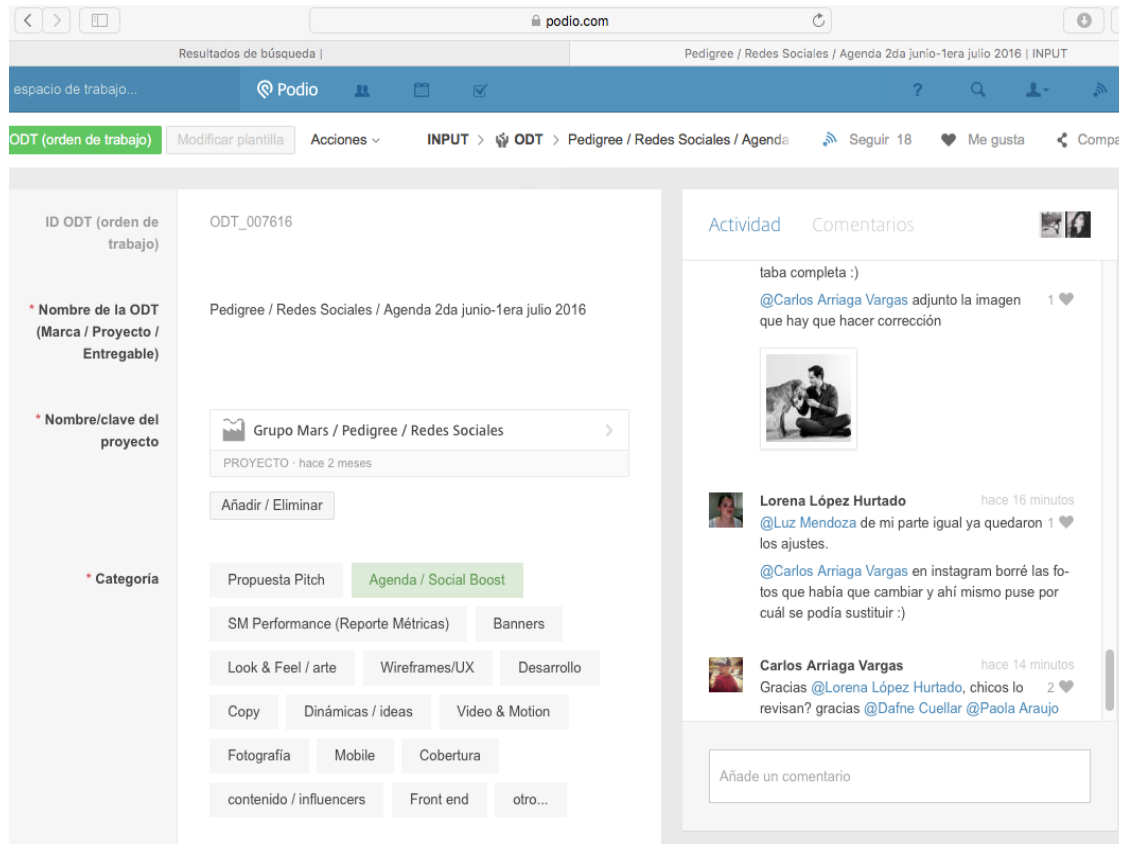 podio.com
Resultados de búsqueda |
Pedigree / Redes Sociales / Agenda 2da junio-1era julio 2016 | INPUT
espacio de trabajo...
Podio
?
ODT (orden de trabajo)
Modificar plantilla
Acciones
INPUT > ODT > Pedigree / Redes Sociales / Agenda
Seguir 18
Me gusta
Compa
ID ODT (orden de
trabajo)
ODT_007616
* Nombre de la ODT
(Marca / Proyecto /
Entregable)
Pedigree / Redes Sociales / Agenda 2da junio-1era julio 2016
* Nombre/clave del
proyecto
Grupo Mars / Pedigree / Redes Sociales
PROYECTO · hace 2 meses
Añadir / Eliminar
* Categoría
Propuesta Pitch
Agenda / Social Boost
SM Performance (Reporte Métricas)
Banners
Look & Feel / arte
Wireframes/UX
Desarrollo
Copy
Dinámicas / ideas
Video & Motion
Fotografía
Mobile
Cobertura
contenido / influencers
Front end
otro...
Actividad
Comentarios
taba completa :)
@Carlos Arriaga Vargas adjunto la imagen 1
que hay que hacer corrección
Lorena López Hurtado hace 16 minutos
@Luz Mendoza de mi parte igual ya quedaron 1
los ajustes.
@Carlos Arriaga Vargas en instagram borré las fo-
tos que había que cambiar y ahí mismo puse por
cuál se podía sustituir :)
Carlos Arriaga Vargas hace 14 minutos
Gracias @Lorena López Hurtado, chicos lo 2
revisan? gracias @Dafne Cuellar @Paola Araujo
Añade un comentario